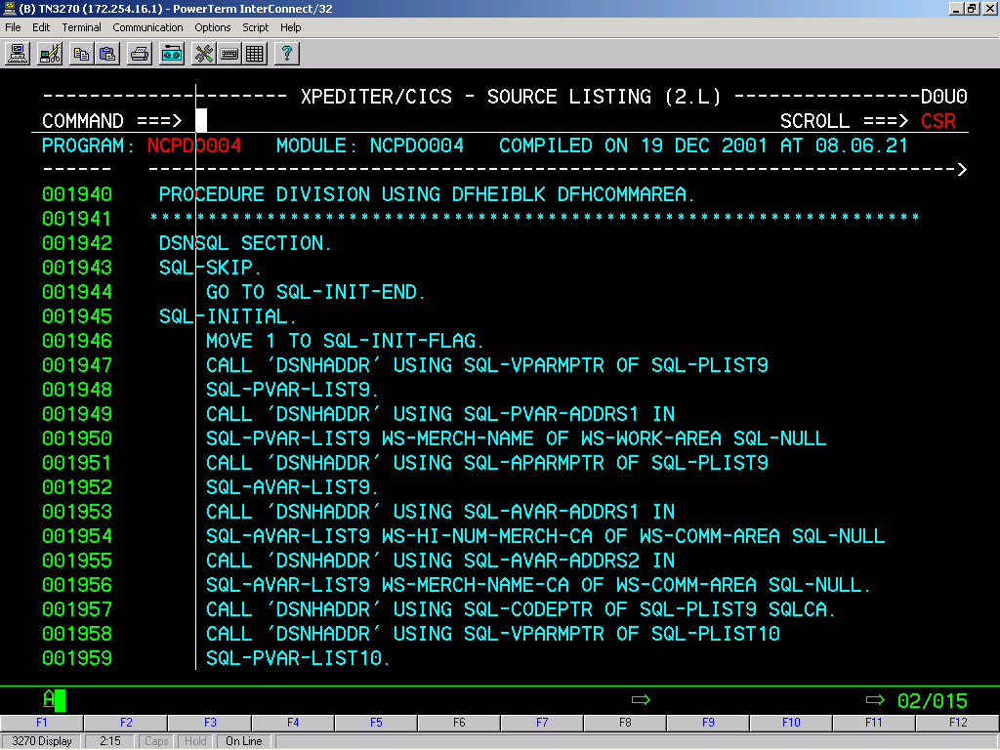 (B) TN3270 (172.254.16.1) - PowerTerm InterConnect/32
File Edit Terminal Communication Options Script Help
--------------------- XPEDITER/CICS - SOURCE LISTING (2.L) ----------------D0U0
COMMAND ===> SCROLL ===> CSR
PROGRAM: NCPDO004 MODULE: NCPDO004 COMPILED ON 19 DEC 2001 AT 08.06.21
------ --------------------------------------------------------------------->
001940 PROCEDURE DIVISION USING DFHEIBLK DFHCOMMAREA.
001941 ******************************************************************
001942 DSNSQL SECTION.
001943 SQL-SKIP.
001944 GO TO SQL-INIT-END.
001945 SQL-INITIAL.
001946 MOVE 1 TO SQL-INIT-FLAG.
001947 CALL 'DSNHADDR' USING SQL-VPARMPTR OF SQL-PLIST9
001948 SQL-PVAR-LIST9.
001949 CALL 'DSNHADDR' USING SQL-PVAR-ADDRS1 IN
001950 SQL-PVAR-LIST9 WS-MERCH-NAME OF WS-WORK-AREA SQL-NULL
001951 CALL 'DSNHADDR' USING SQL-APARMPTR OF SQL-PLIST9
001952 SQL-AVAR-LIST9.
001953 CALL 'DSNHADDR' USING SQL-AVAR-ADDRS1 IN
001954 SQL-AVAR-LIST9 WS-HI-NUM-MERCH-CA OF WS-COMM-AREA SQL-NULL
001955 CALL 'DSNHADDR' USING SQL-AVAR-ADDRS2 IN
001956 SQL-AVAR-LIST9 WS-MERCH-NAME-CA OF WS-COMM-AREA SQL-NULL.
001957 CALL 'DSNHADDR' USING SQL-CODEPTR OF SQL-PLIST9 SQLCA.
001958 CALL 'DSNHADDR' USING SQL-VPARMPTR OF SQL-PLIST10
001959 SQL-PVAR-LIST10.
A ⇨ ⇨ 02/015
F1 F2 F3 F4 F5 F6 F7 F8 F9 F10 F11 F12
3270 Display 2:15 Caps Hold On Line